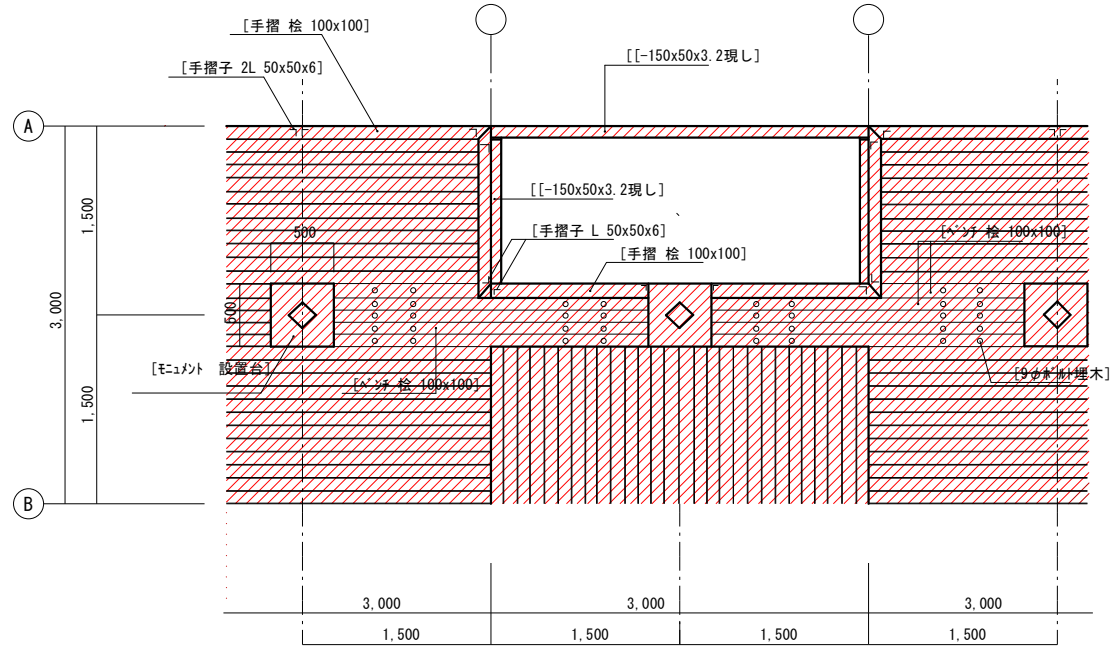 [手摺 桧 100x100]
[[-150x50x3.2現し]
[手摺子 2L 50x50x6]
A
1,500
[[-150x50x3.2現し]
500
[手摺子 L 50x50x6]
[ﾍﾞﾝﾁ 桧 100x100]
[手摺 桧 100x100]
3,000
500
[ﾓﾆｭﾒﾝﾄ 設置台]
[ﾍﾞﾝﾁ 桧 100x100]
[9φﾎﾞﾙﾄ埋木]
1,500
B
3,000
3,000
3,000
1,500
1,500
1,500
1,500